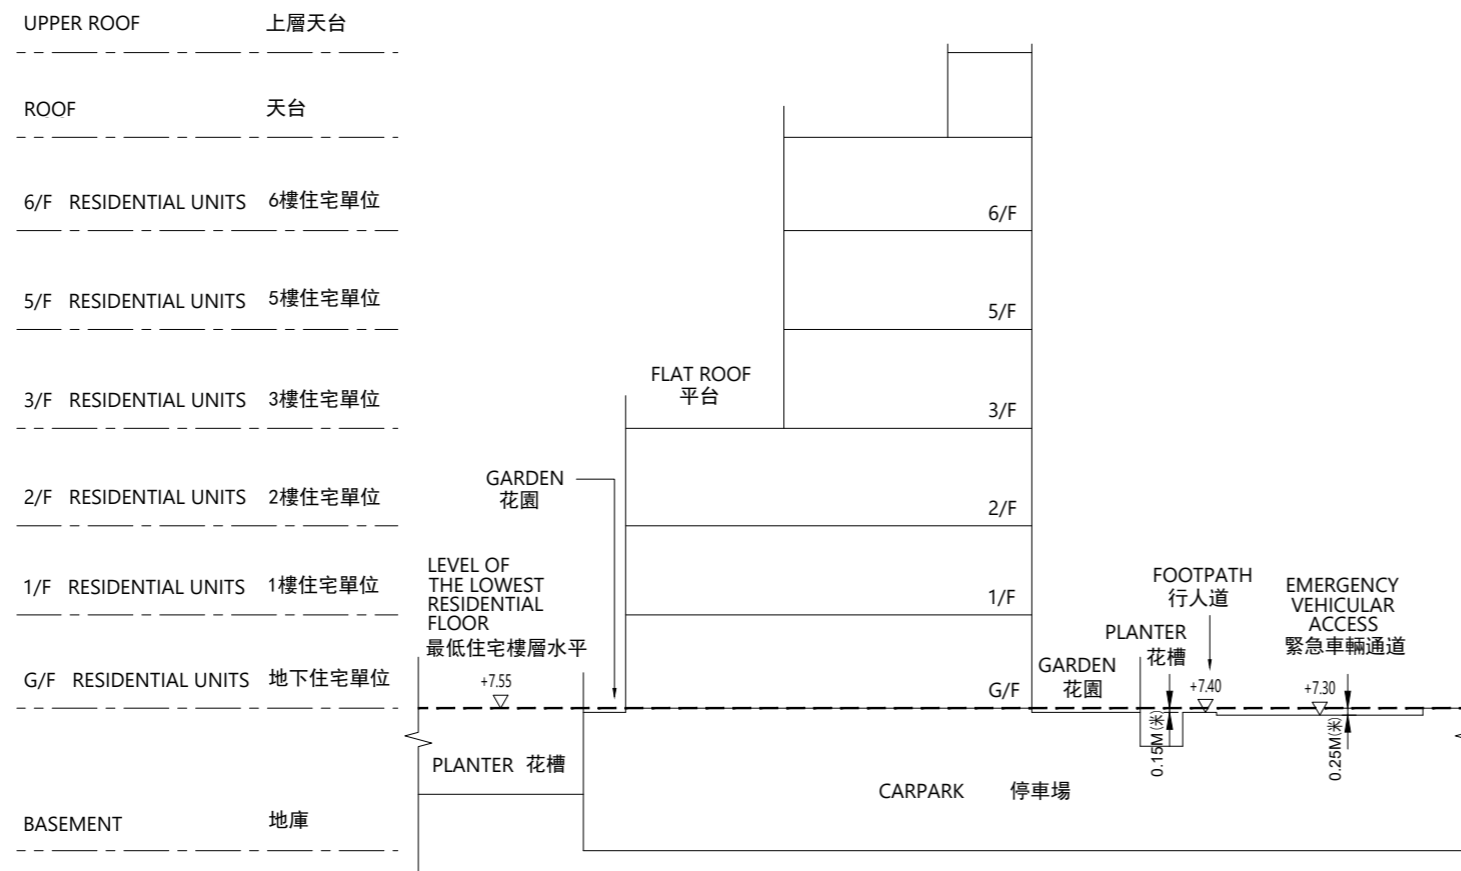 UPPER ROOF 上層天台
ROOF 天台
6/F RESIDENTIAL UNITS 6樓住宅單位
6/F
5/F RESIDENTIAL UNITS 5樓住宅單位
5/F
FLAT ROOF
平台
3/F RESIDENTIAL UNITS 3樓住宅單位
3/F
GARDEN
花園
2/F RESIDENTIAL UNITS 2樓住宅單位
2/F
LEVEL OF
THE LOWEST
RESIDENTIAL
FLOOR
最低住宅樓層水平
+7.55
1/F RESIDENTIAL UNITS 1樓住宅單位
1/F
FOOTPATH
行人道
EMERGENCY
VEHICULAR
ACCESS
緊急車輛通道
PLANTER
花槽
GARDEN
花園
G/F RESIDENTIAL UNITS 地下住宅單位
G/F
+7.40
+7.30
0.15M(米)
0.25M(米)
PLANTER 花槽
CARPARK 停車場
BASEMENT 地庫